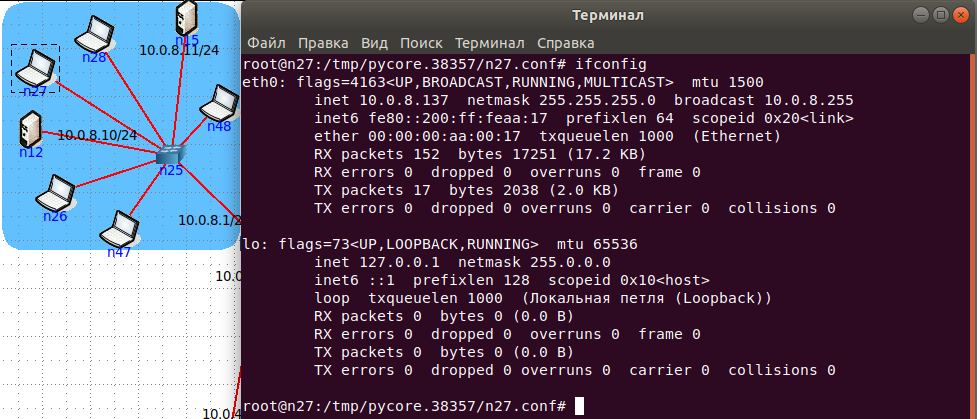 n15
n28
10.0.8.11/24
n27
n48
10.0.8.10/24
n12
n25
n26
10.0.8.1/2
n47
10.0
10.0.4
Терминал
Файл Правка Вид Поиск Терминал Справка
root@n27:/tmp/pycore.38357/n27.conf# ifconfig
eth0: flags=4163<UP,BROADCAST,RUNNING,MULTICAST>  mtu 1500
        inet 10.0.8.137  netmask 255.255.255.0  broadcast 10.0.8.255
        inet6 fe80::200:ff:feaa:17  prefixlen 64  scopeid 0x20<link>
        ether 00:00:00:aa:00:17  txqueuelen 1000  (Ethernet)
        RX packets 152  bytes 17251 (17.2 KB)
        RX errors 0  dropped 0  overruns 0  frame 0
        TX packets 17  bytes 2038 (2.0 KB)
        TX errors 0  dropped 0 overruns 0  carrier 0  collisions 0
lo: flags=73<UP,LOOPBACK,RUNNING>  mtu 65536
        inet 127.0.0.1  netmask 255.0.0.0
        inet6 ::1  prefixlen 128  scopeid 0x10<host>
        loop  txqueuelen 1000  (Локальная петля (Loopback))
        RX packets 0  bytes 0 (0.0 B)
        RX errors 0  dropped 0  overruns 0  frame 0
        TX packets 0  bytes 0 (0.0 B)
        TX errors 0  dropped 0 overruns 0  carrier 0  collisions 0
root@n27:/tmp/pycore.38357/n27.conf#